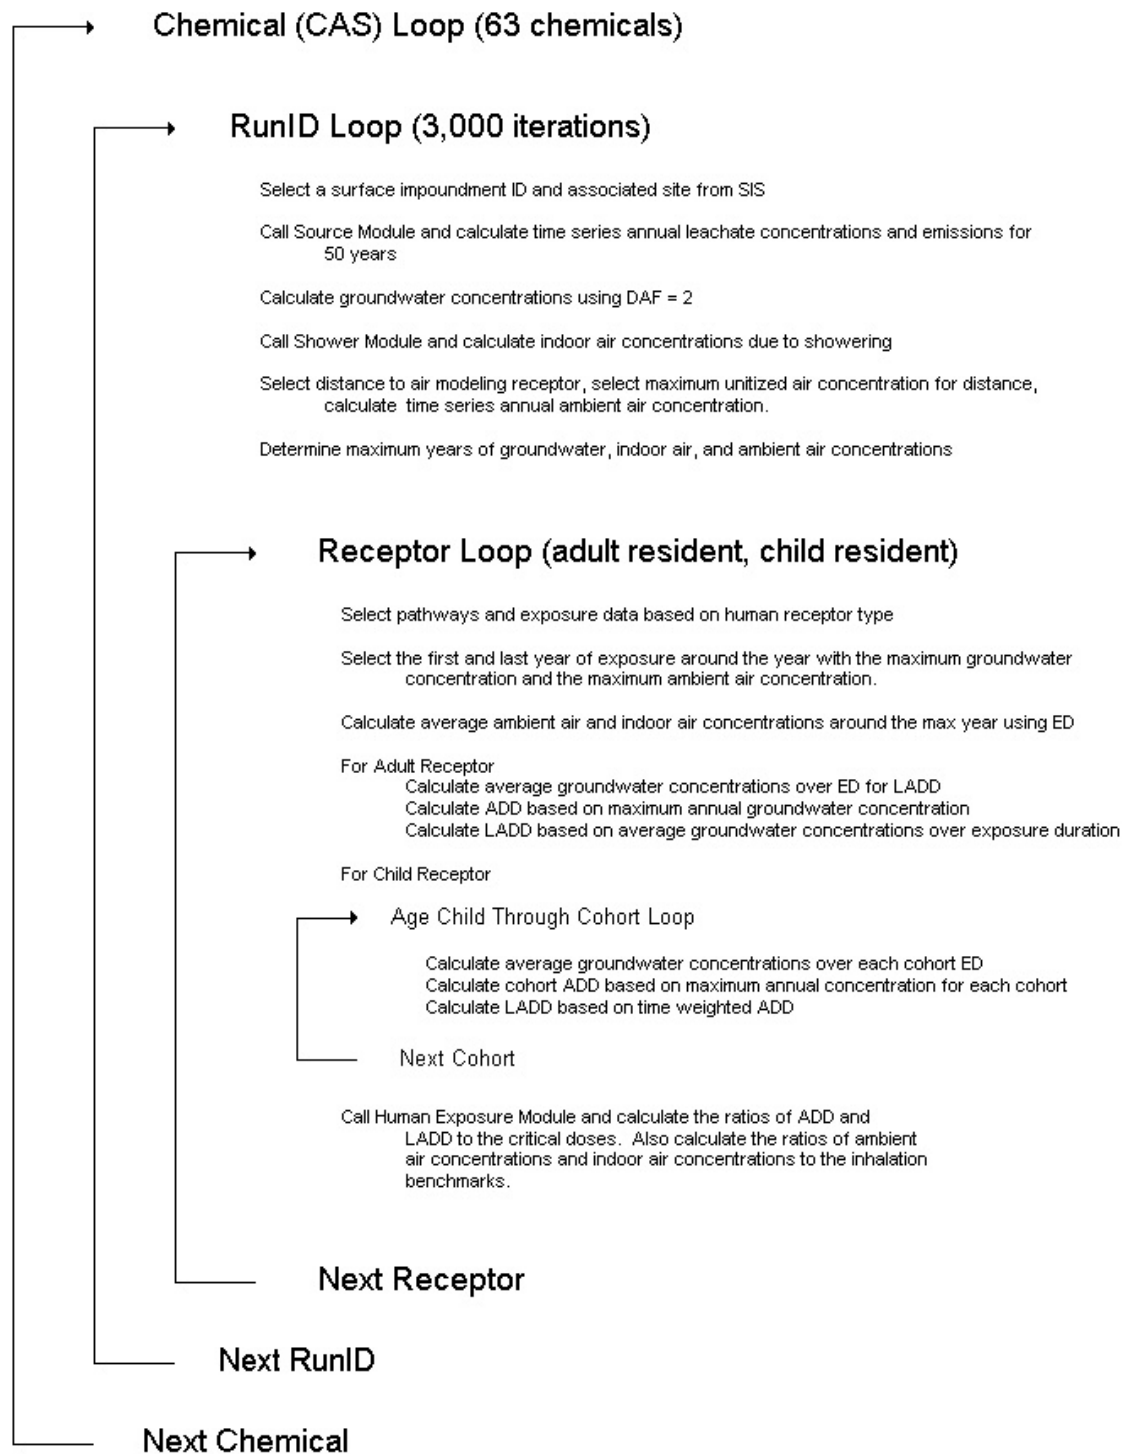 Chemical (CAS) Loop (63 chemicals)
RunID Loop (3,000 iterations)
Select a surface impoundment ID and associated site from SIS
Call Source Module and calculate time series annual leachate concentrations and emissions for
50 years
Calculate groundwater concentrations using DAF = 2
Call Shower Module and calculate indoor air concentrations due to showering
Select distance to air modeling receptor, select maximum unitized air concentration for distance,
calculate time series annual ambient air concentration.
Determine maximum years of groundwater, indoor air, and ambient air concentrations
Receptor Loop (adult resident, child resident)
Select pathways and exposure data based on human receptor type
Select the first and last year of exposure around the year with the maximum groundwater
concentration and the maximum ambient air concentration.
Calculate average ambient air and indoor air concentrations around the max year using ED
For Adult Receptor
Calculate average groundwater concentrations over ED for LADD
Calculate ADD based on maximum annual groundwater concentration
Calculate LADD based on average groundwater concentrations over exposure duration
For Child Receptor
Age Child Through Cohort Loop
Calculate average groundwater concentrations over each cohort ED
Calculate cohort ADD based on maximum annual concentration for each cohort
Calculate LADD based on time weighted ADD
Next Cohort
Call Human Exposure Module and calculate the ratios of ADD and
LADD to the critical doses.  Also calculate the ratios of ambient
air concentrations and indoor air concentrations to the inhalation
benchmarks.
Next Receptor
Next RunID
Next Chemical